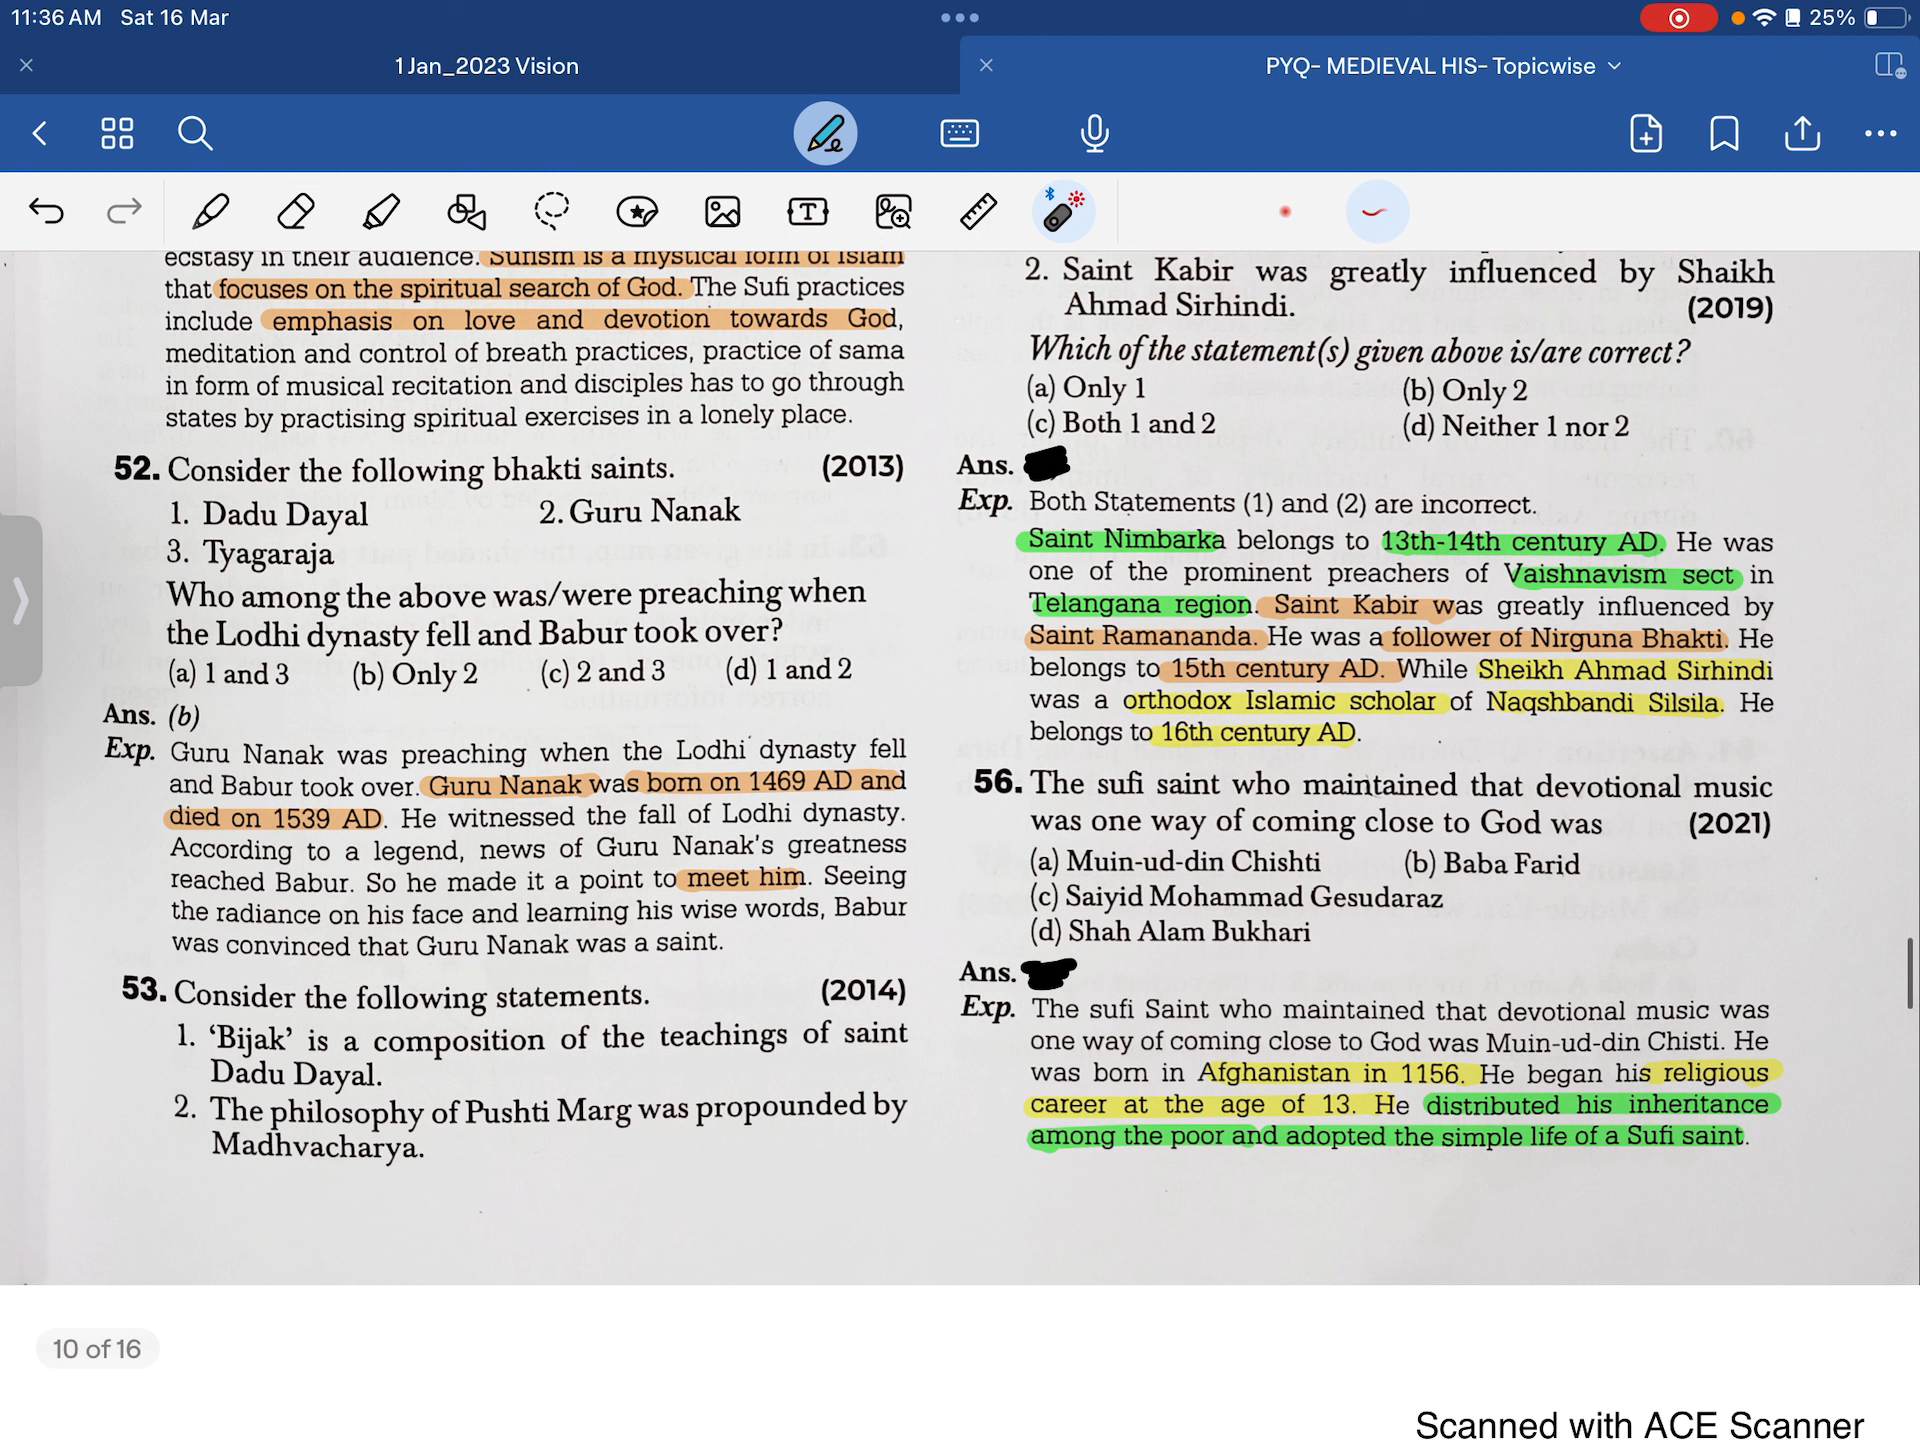 11:36 AM Sat 16 Mar
25%
1 Jan_2023 Vision
PYQ- MEDIEVAL HIS- Topicwise
ecstasy in their audience. Sufism is a mystical form of Islam
that focuses on the spiritual search of God. The Sufi practices
include emphasis on love and devotion towards God,
meditation and control of breath practices, practice of sama
in form of musical recitation and disciples has to go through
states by practising spiritual exercises in a lonely place.
52. Consider the following bhakti saints. (2013)
1. Dadu Dayal 2. Guru Nanak
3. Tyagaraja
Who among the above was/were preaching when
the Lodhi dynasty fell and Babur took over?
(a) 1 and 3 (b) Only 2 (c) 2 and 3 (d) 1 and 2
Ans. (b)
Exp. Guru Nanak was preaching when the Lodhi dynasty fell
and Babur took over. Guru Nanak was born on 1469 AD and
died on 1539 AD. He witnessed the fall of Lodhi dynasty.
According to a legend, news of Guru Nanak's greatness
reached Babur. So he made it a point to meet him. Seeing
the radiance on his face and learning his wise words, Babur
was convinced that Guru Nanak was a saint.
53. Consider the following statements. (2014)
1. 'Bijak' is a composition of the teachings of saint
Dadu Dayal.
2. The philosophy of Pushti Marg was propounded by
Madhvacharya.
2. Saint Kabir was greatly influenced by Shaikh
Ahmad Sirhindi. (2019)
Which of the statement(s) given above is/are correct?
(a) Only 1 (b) Only 2
(c) Both 1 and 2 (d) Neither 1 nor 2
Ans.
Exp. Both Statements (1) and (2) are incorrect.
Saint Nimbarka belongs to 13th-14th century AD. He was
one of the prominent preachers of Vaishnavism sect in
Telangana region. Saint Kabir was greatly influenced by
Saint Ramananda. He was a follower of Nirguna Bhakti. He
belongs to 15th century AD. While Sheikh Ahmad Sirhindi
was a orthodox Islamic scholar of Naqshbandi Silsila. He
belongs to 16th century AD.
56. The sufi saint who maintained that devotional music
was one way of coming close to God was (2021)
(a) Muin-ud-din Chishti (b) Baba Farid
(c) Saiyid Mohammad Gesudaraz
(d) Shah Alam Bukhari
Ans.
Exp. The sufi Saint who maintained that devotional music was
one way of coming close to God was Muin-ud-din Chisti. He
was born in Afghanistan in 1156. He began his religious
career at the age of 13. He distributed his inheritance
among the poor and adopted the simple life of a Sufi saint.
10 of 16
Scanned with ACE Scanner